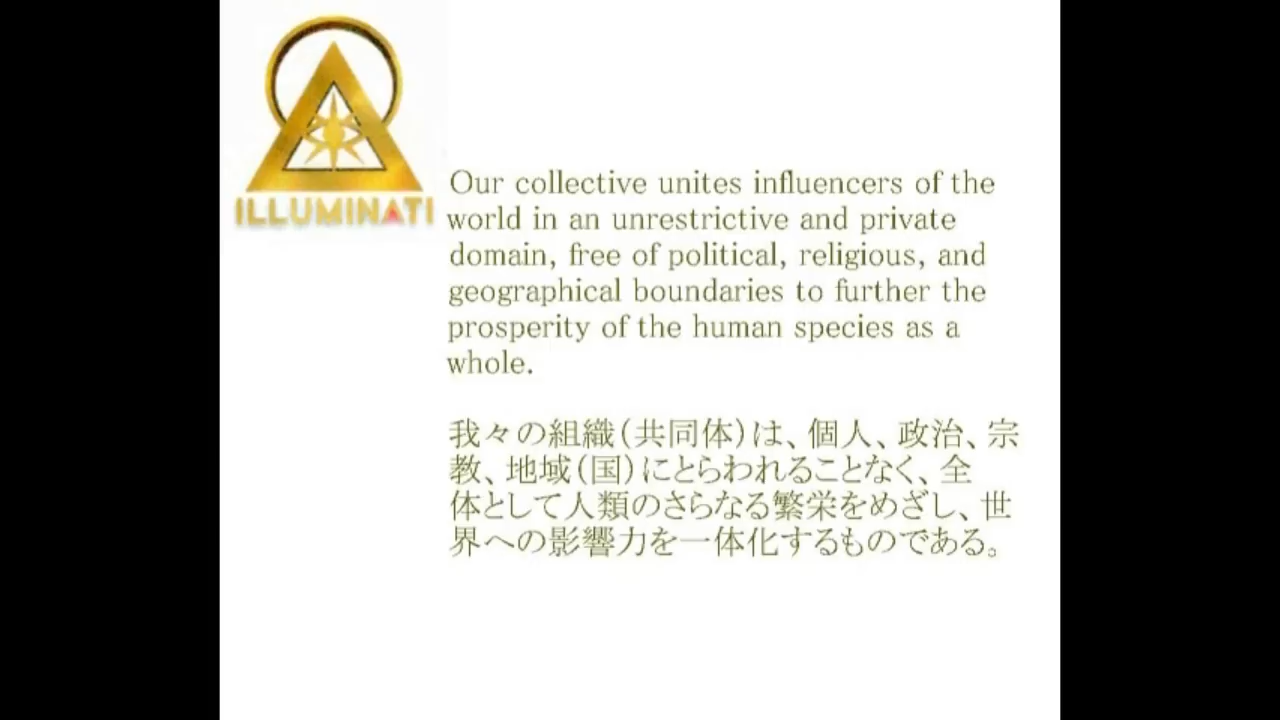 ILLUMINATI
Our collective unites influencers of the
world in an unrestrictive and private
domain, free of political, religious, and
geographical boundaries to further the
prosperity of the human species as a
whole.
我々の組織(共同体)は、個人、政治、宗
教、地域(国)にとらわれることなく、全
体として人類のさらなる繁栄をめざし、世
界への影響力を一体化するものである。